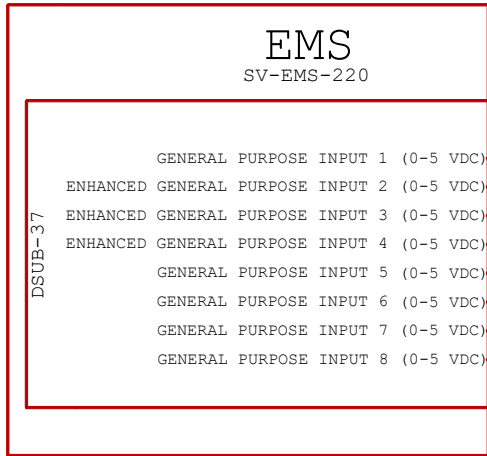 EMS
SV-EMS-220
DSUB-37
GENERAL PURPOSE INPUT 1 (0-5 VDC)
ENHANCED GENERAL PURPOSE INPUT 2 (0-5 VDC)
ENHANCED GENERAL PURPOSE INPUT 3 (0-5 VDC)
ENHANCED GENERAL PURPOSE INPUT 4 (0-5 VDC)
GENERAL PURPOSE INPUT 5 (0-5 VDC)
GENERAL PURPOSE INPUT 6 (0-5 VDC)
GENERAL PURPOSE INPUT 7 (0-5 VDC)
GENERAL PURPOSE INPUT 8 (0-5 VDC)